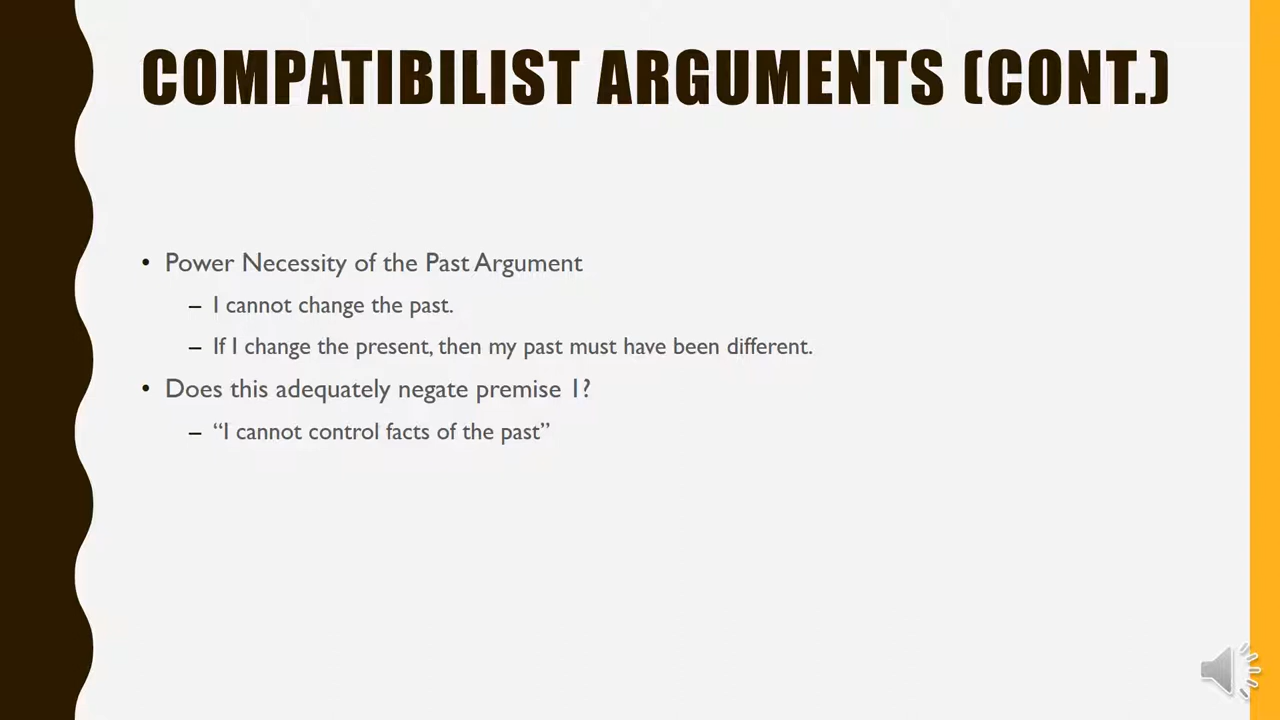 COMPATIBILIST ARGUMENTS (CONT.)
• Power Necessity of the Past Argument
– I cannot change the past.
– If I change the present, then my past must have been different.
• Does this adequately negate premise 1?
– “I cannot control facts of the past”